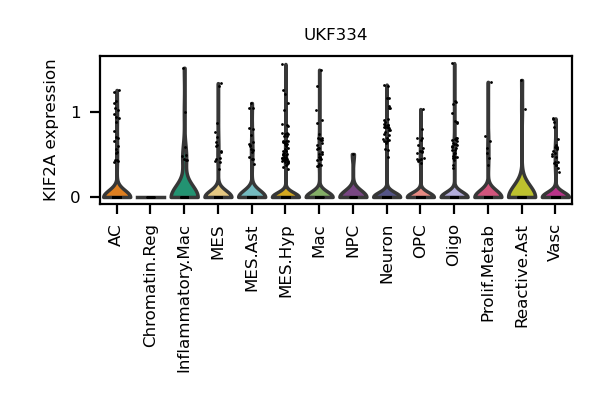 UKF334
KIF2A expression
1
0
AC
Chromatin.Reg
Inflammatory.Mac
MES
MES.Ast
MES.Hyp
Mac
NPC
Neuron
OPC
Oligo
Prolif.Metab
Reactive.Ast
Vasc